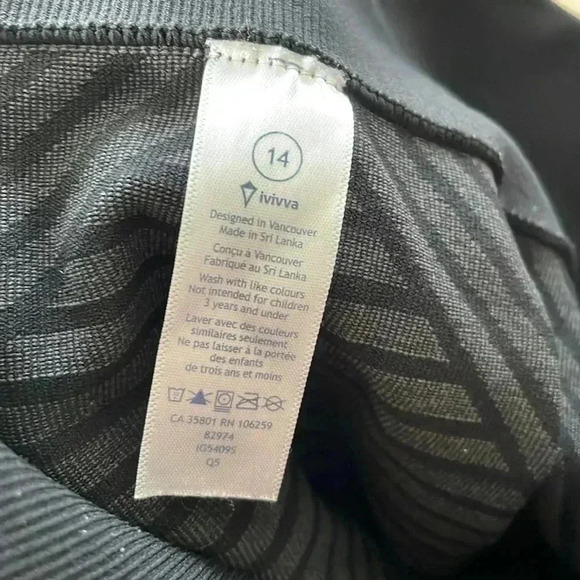 14
ivivva
Designed in Vancouver
Made in Sri Lanka
Conçu à Vancouver
Fabriqué au Sri Lanka
Wash with like colours
Not intended for children
3 years and under
Laver avec des couleurs
similaires seulement
Ne pas laisser à la portée
des enfants
de trois ans et moins
CA 35801 RN 106259
82974
IG5409S
Q5